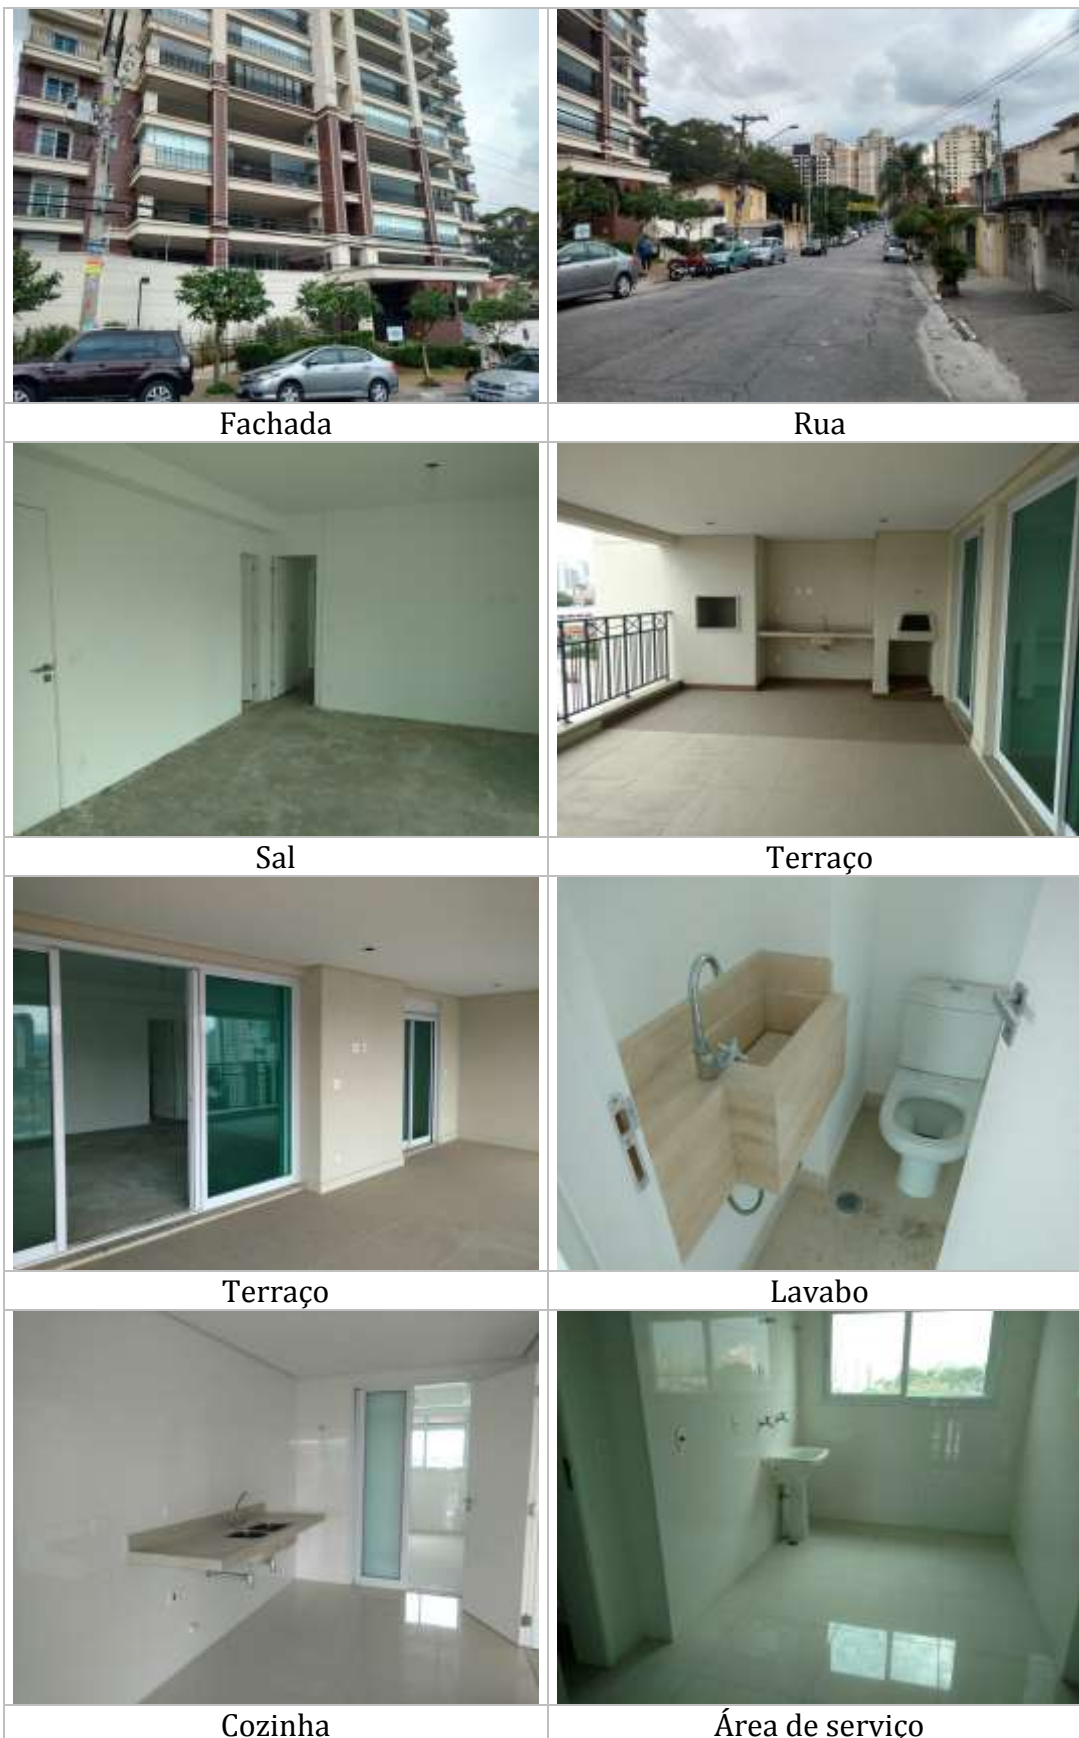 Fachada
Rua
Sal
Terraço
Terraço
Lavabo
Cozinha
Área de serviço